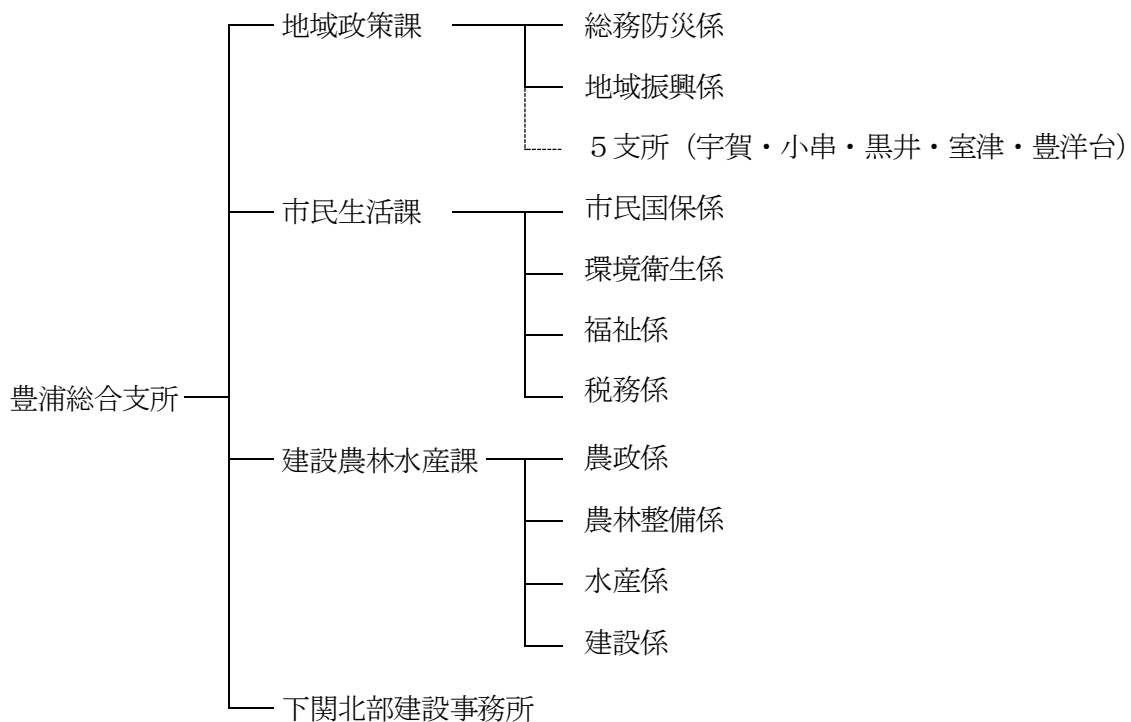 地域政策課
総務防災係
地域振興係
５支所（宇賀・小串・黒井・室津・豊洋台）
市民生活課
市民国保係
環境衛生係
福祉係
税務係
豊浦総合支所
建設農林水産課
農政係
農林整備係
水産係
建設係
下関北部建設事務所